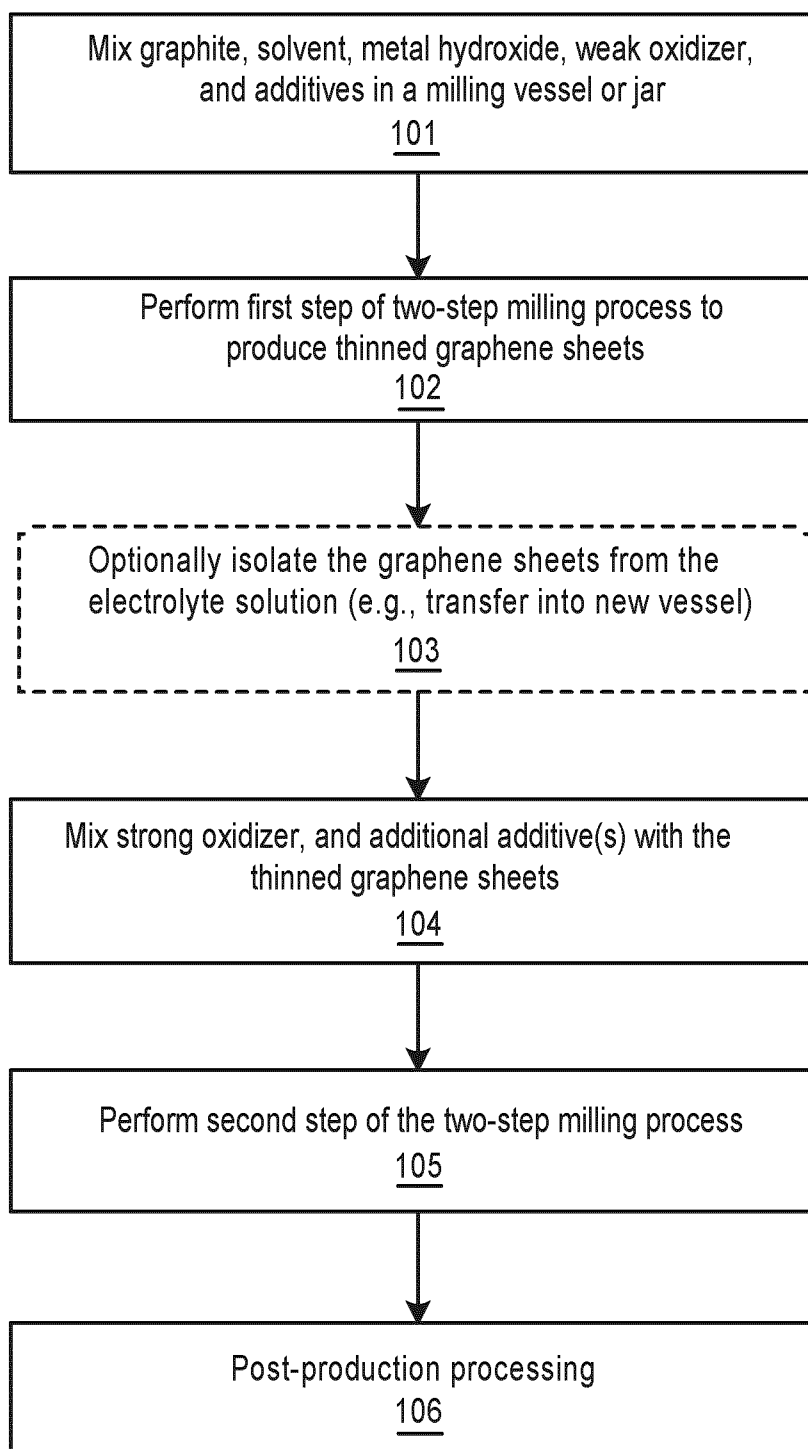 Mix graphite, solvent, metal hydroxide, weak oxidizer,
and additives in a milling vessel or jar
101
Perform first step of two-step milling process to
produce thinned graphene sheets
102
Optionally isolate the graphene sheets from the
electrolyte solution (e.g., transfer into new vessel)
103
Mix strong oxidizer, and additional additive(s) with the
thinned graphene sheets
104
Perform second step of the two-step milling process
105
Post-production processing
106